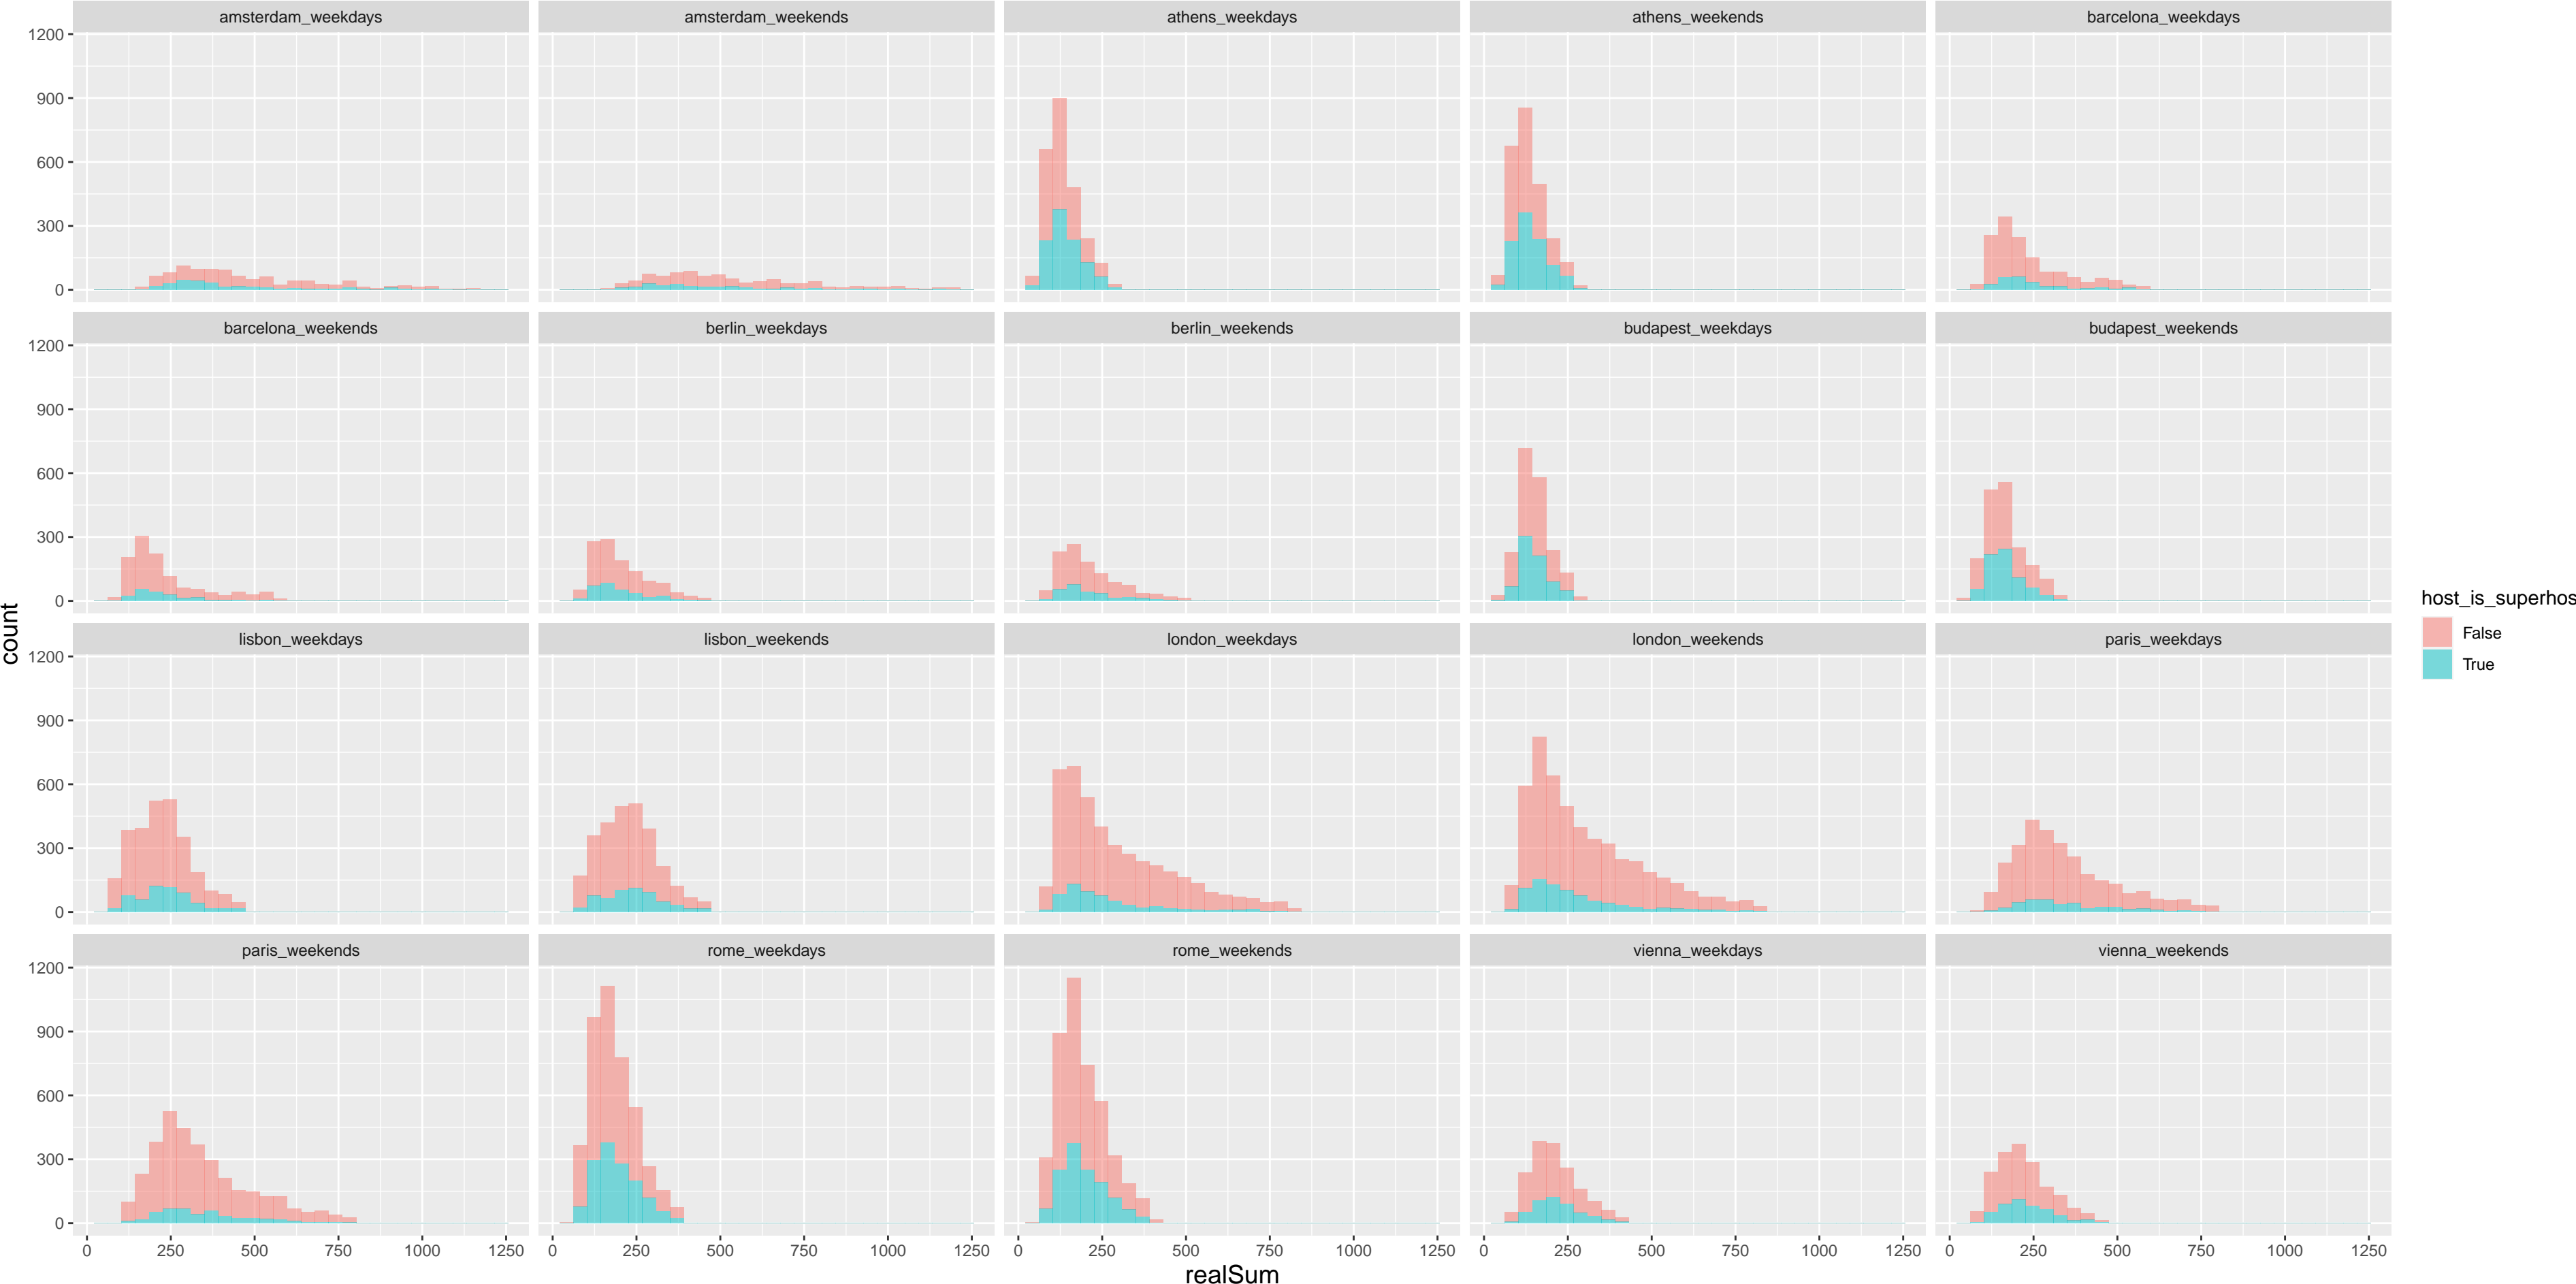 amsterdam_weekdays amsterdam_weekends athens_weekdays athens_weekends barcelona_weekdays
1200
900
600
300
0
barcelona_weekends berlin_weekdays berlin_weekends budapest_weekdays budapest_weekends
1200
900
600
300
0
count
lisbon_weekdays lisbon_weekends london_weekdays london_weekends paris_weekdays
1200
900
600
300
0
paris_weekends rome_weekdays rome_weekends vienna_weekdays vienna_weekends
1200
900
600
300
0
0 250 500 750 1000 1250 0 250 500 750 1000 1250 0 250 500 750 1000 1250 0 250 500 750 1000 1250 0 250 500 750 1000 1250
realSum
host_is_superhos
False
True